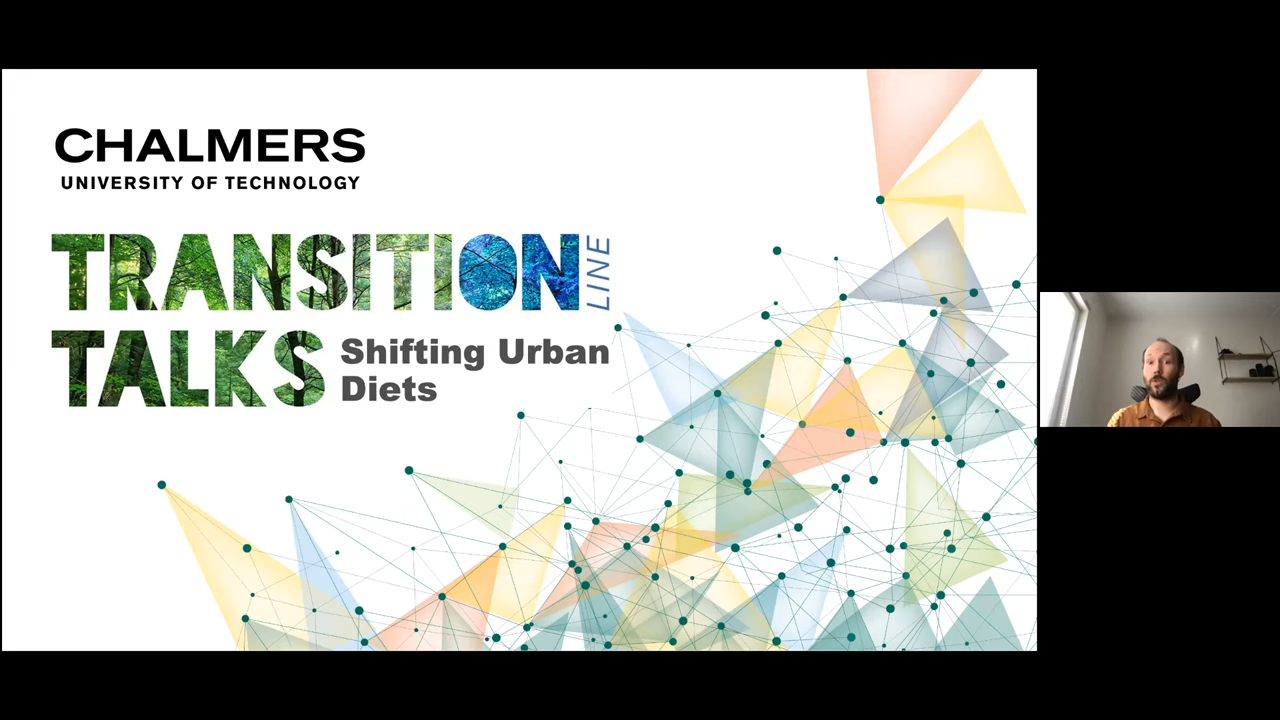 CHALMERS
UNIVERSITY OF TECHNOLOGY
TRANSITION LINE
TALKS Shifting Urban
Diets